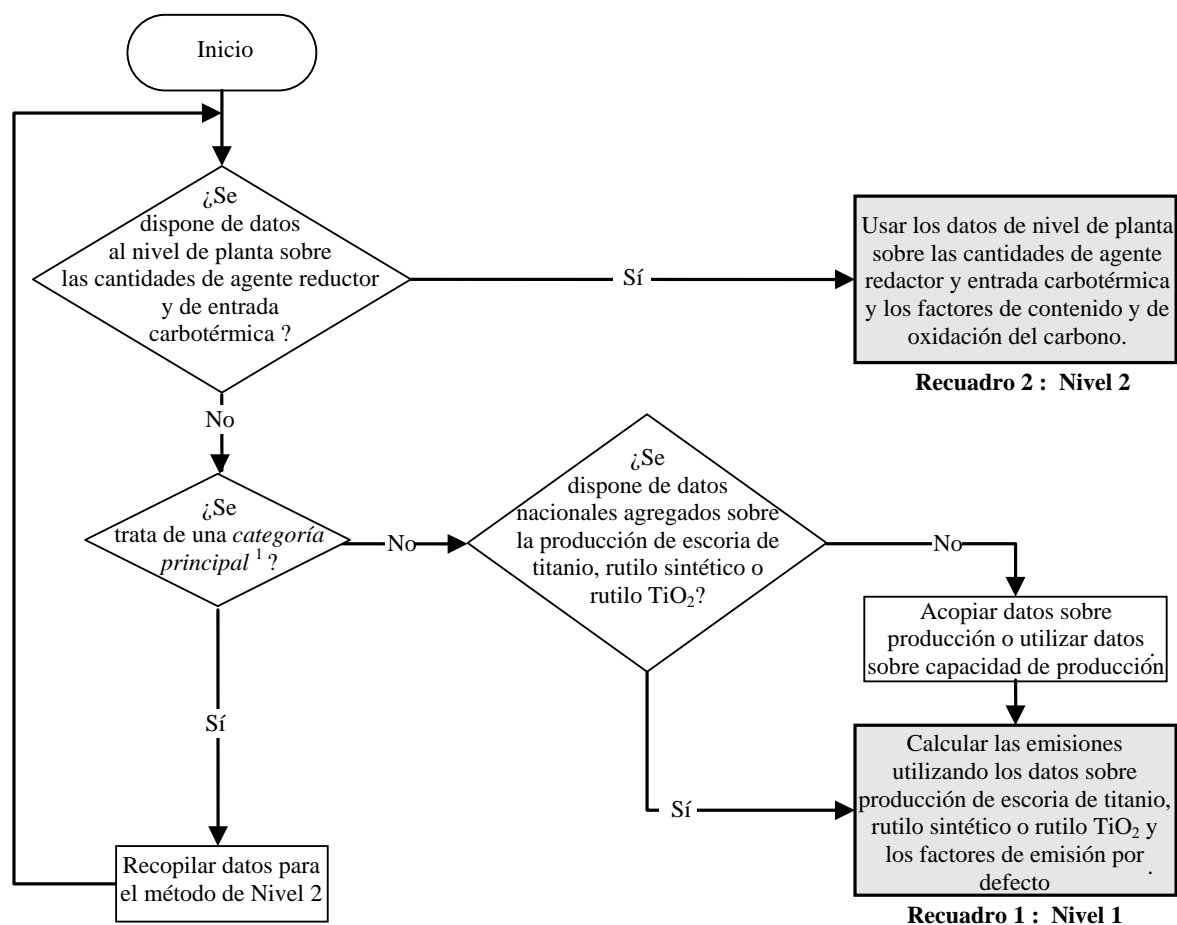 Inicio
¿Se
dispone de datos
al nivel de planta sobre
las cantidades de agente reductor
y de entrada
carbotérmica ?
Sí
Usar los datos de nivel de planta
sobre las cantidades de agente
redactor y entrada carbotérmica
y los factores de contenido y de
oxidación del carbono.
Recuadro 2 : Nivel 2
No
¿Se
trata de una categoría
principal 1 ?
No
¿Se
dispone de datos
nacionales agregados sobre
la producción de escoria de
titanio, rutilo sintético o
rutilo TiO2?
No
Acopiar datos sobre
producción o utilizar datos
sobre capacidad de producción.
Sí
Sí
Calcular las emisiones
utilizando los datos sobre
producción de escoria de titanio,
rutilo sintético o rutilo TiO2 y
los factores de emisión por
defecto.
Recuadro 1 : Nivel 1
Recopilar datos para
el método de Nivel 2